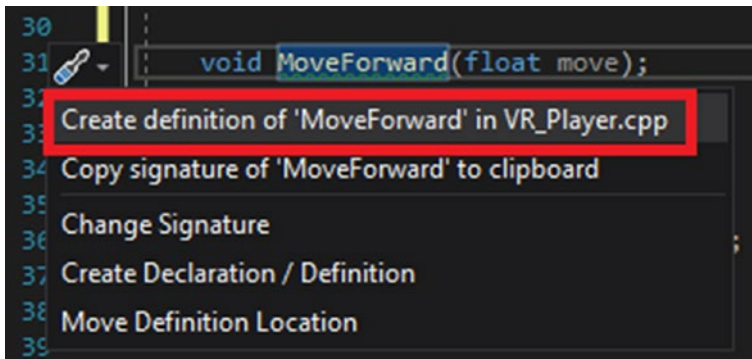 30
31 void MoveForward(float move);
32
Create definition of 'MoveForward' in VR_Player.cpp
33
34 Copy signature of 'MoveForward' to clipboard
35
Change Signature
36 ;
37 Create Declaration / Definition
38 Move Definition Location
39